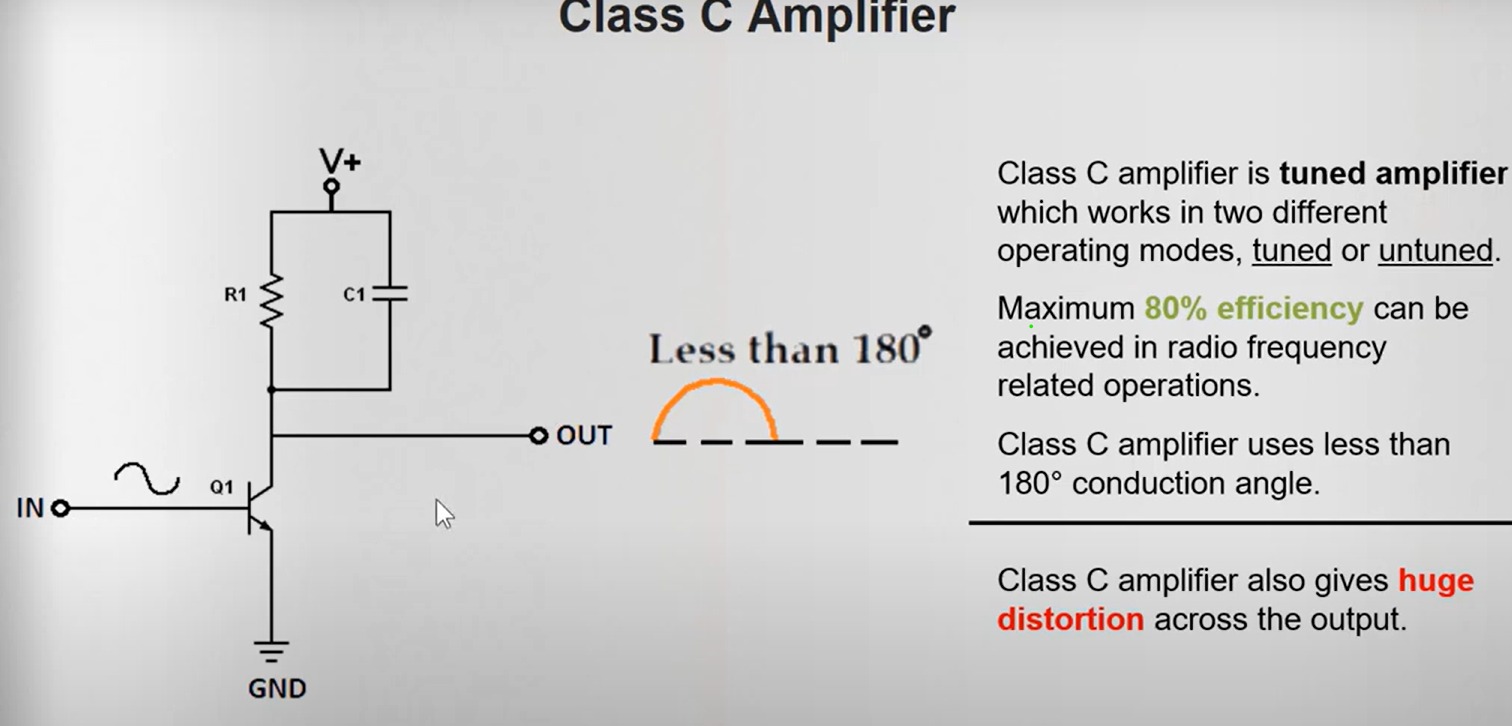 Class C Amplifier
V+
R1
C1
Less than 180°
OUT
Q1
IN
GND
Class C amplifier is tuned amplifier
which works in two different
operating modes, tuned or untuned.
Maximum 80% efficiency can be
achieved in radio frequency
related operations.
Class C amplifier uses less than
180° conduction angle.
Class C amplifier also gives huge
distortion across the output.